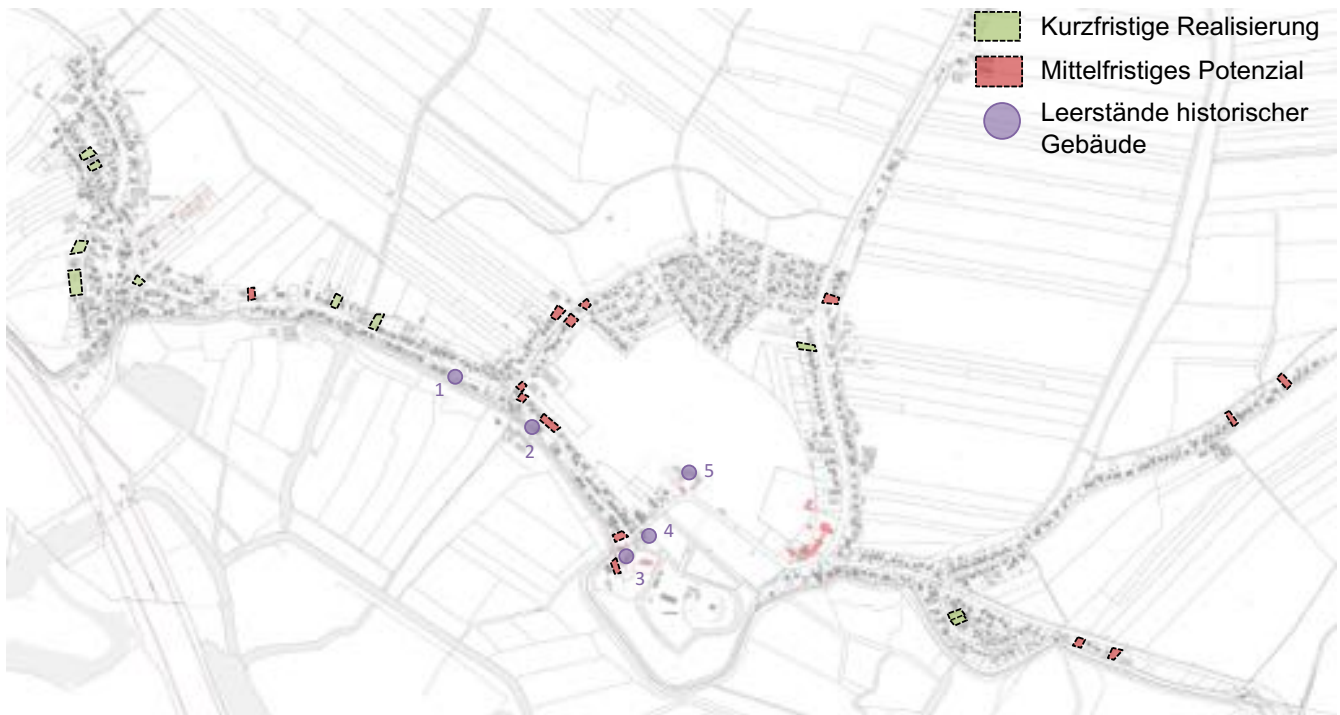 Kurzfristige Realisierung
Mittelfristiges Potenzial
Leerstände historischer
Gebäude
1
2
5
4
3